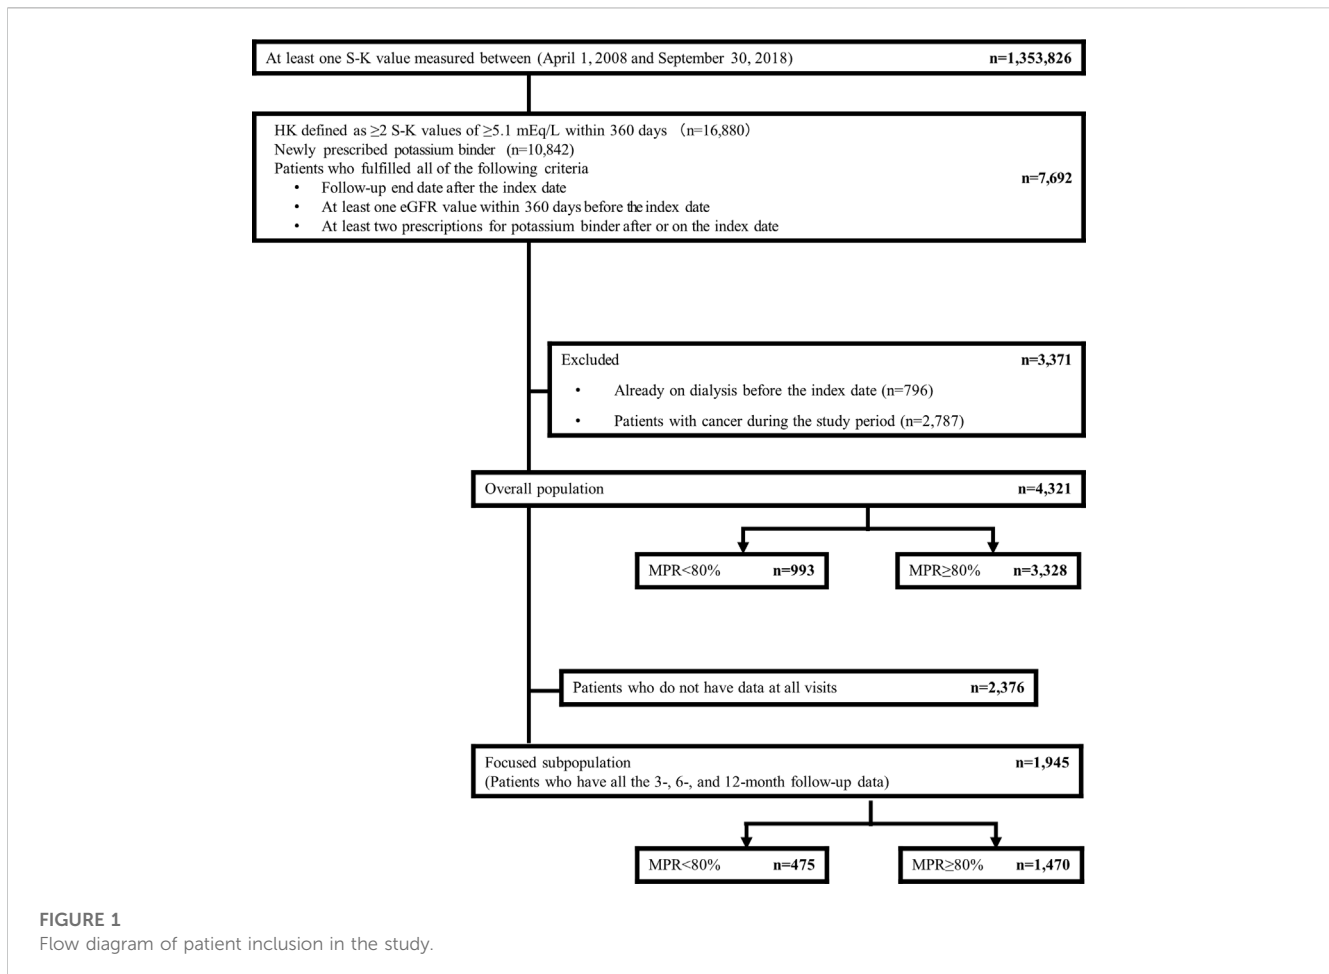 At least one S-K value measured between (April 1, 2008 and September 30, 2018) n=1,353,826
HK defined as ≥2 S-K values of ≥5.1 mEq/L within 360 days (n=16,880)
Newly prescribed potassium binder (n=10,842)
Patients who fulfilled all of the following criteria
n=7,692
• Follow-up end date after the index date
• At least one eGFR value within 360 days before the index date
• At least two prescriptions for potassium binder after or on the index date
Excluded n=3,371
• Already on dialysis before the index date (n=796)
• Patients with cancer during the study period (n=2,787)
Overall population n=4,321
MPR<80% n=993
MPR≥80% n=3,328
Patients who do not have data at all visits n=2,376
Focused subpopulation n=1,945
(Patients who have all the 3-, 6-, and 12-month follow-up data)
MPR<80% n=475
MPR≥80% n=1,470
FIGURE 1
Flow diagram of patient inclusion in the study.